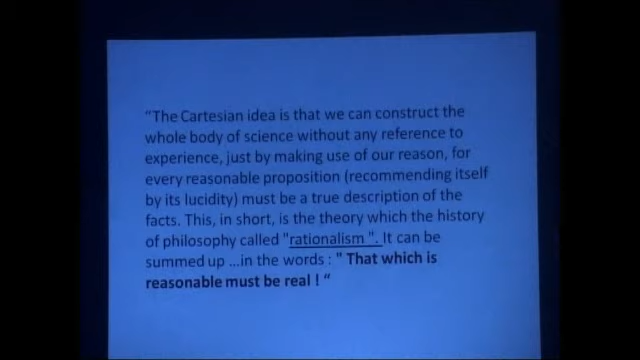 “The Cartesian idea is that we can construct the
whole body of science without any reference to
experience, just by making use of our reason, for
every reasonable proposition (recommending itself
by its lucidity) must be a true description of the
facts. This, in short, is the theory which the history
of philosophy called "rationalism ". It can be
summed up ...in the words : " That which is
reasonable must be real ! “